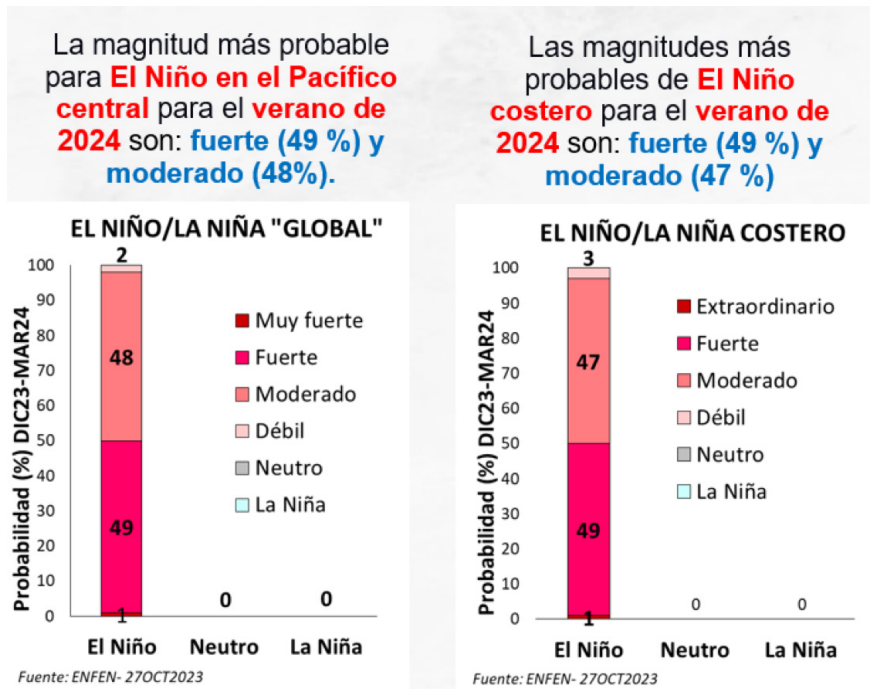 La magnitud más probable
para El Niño en el Pacífico
central para el verano de
2024 son: fuerte (49 %) y
moderado (48%).
Las magnitudes más
probables de El Niño
costero para el verano de
2024 son: fuerte (49 %) y
moderado (47 %)
EL NIÑO/LA NIÑA "GLOBAL"
Probabilidad (%) DIC23-MAR24
100
90
80
70
60
50
40
30
20
10
0
2
48
49
1
0
0
Muy fuerte
Fuerte
Moderado
Débil
Neutro
La Niña
El Niño
Neutro
La Niña
Fuente: ENFEN- 27OCT2023
EL NIÑO/LA NIÑA COSTERO
Probabilidad (%) DIC23-MAR24
100
90
80
70
60
50
40
30
20
10
0
3
47
49
1
0
0
Extraordinario
Fuerte
Moderado
Débil
Neutro
La Niña
El Niño
Neutro
La Niña
Fuente: ENFEN- 27OCT2023